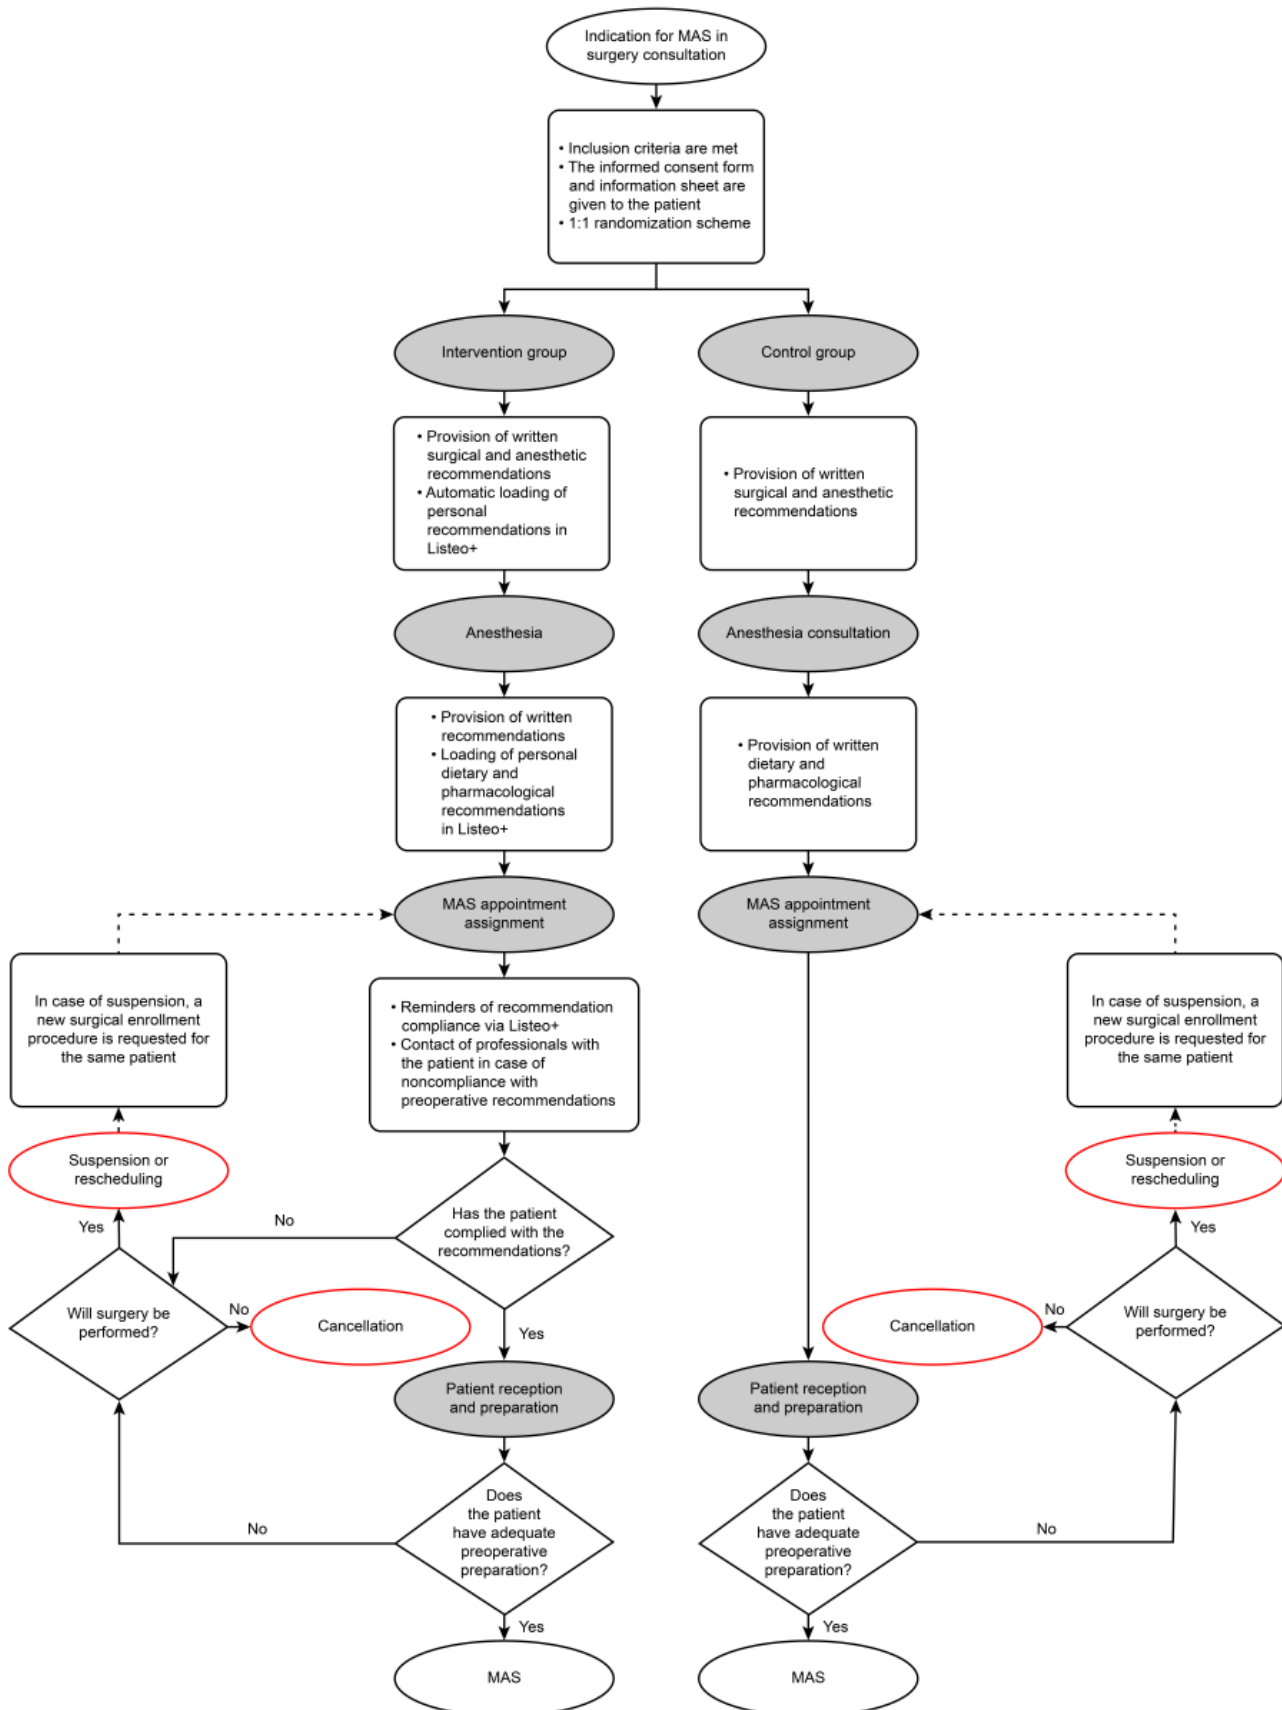 Indication for MAS in
surgery consultation
• Inclusion criteria are met
• The informed consent form
and information sheet are
given to the patient
• 1:1 randomization scheme
Intervention group
Control group
• Provision of written
surgical and anesthetic
recommendations
• Automatic loading of
personal
recommendations in
Listeo+
• Provision of written
surgical and anesthetic
recommendations
Anesthesia
Anesthesia consultation
• Provision of written
recommendations
• Loading of personal
dietary and
pharmacological
recommendations
in Listeo+
• Provision of written
dietary and
pharmacological
recommendations
MAS appointment
assignment
MAS appointment
assignment
In case of suspension, a
new surgical enrollment
procedure is requested for
the same patient
• Reminders of recommendation
compliance via Listeo+
• Contact of professionals with
the patient in case of
noncompliance with
preoperative recommendations
In case of suspension, a
new surgical enrollment
procedure is requested for
the same patient
Suspension or
rescheduling
Suspension or
rescheduling
Yes
No
Has the patient
complied with the
recommendations?
Yes
Will surgery be
performed?
No
Cancellation
Yes
Cancellation
No
Will surgery be
performed?
Patient reception
and preparation
Patient reception
and preparation
No
Does
the patient
have adequate
preoperative
preparation?
Does
the patient
have adequate
preoperative
preparation?
No
Yes
Yes
MAS
MAS